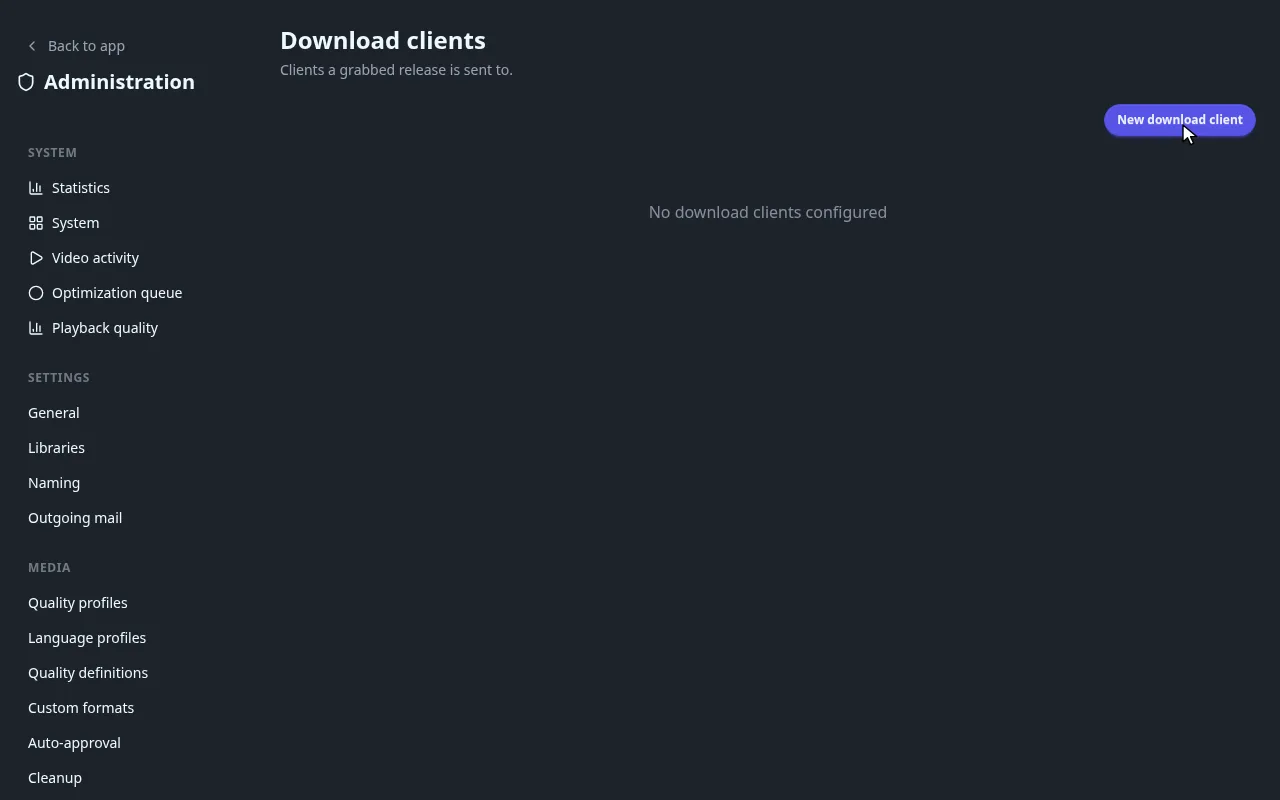 Back to app
Administration
SYSTEM
Statistics
System
Video activity
Optimization queue
Playback quality
SETTINGS
General
Libraries
Naming
Outgoing mail
MEDIA
Quality profiles
Language profiles
Quality definitions
Custom formats
Auto-approval
Cleanup
Download clients
Clients a grabbed release is sent to.
New download client
No download clients configured